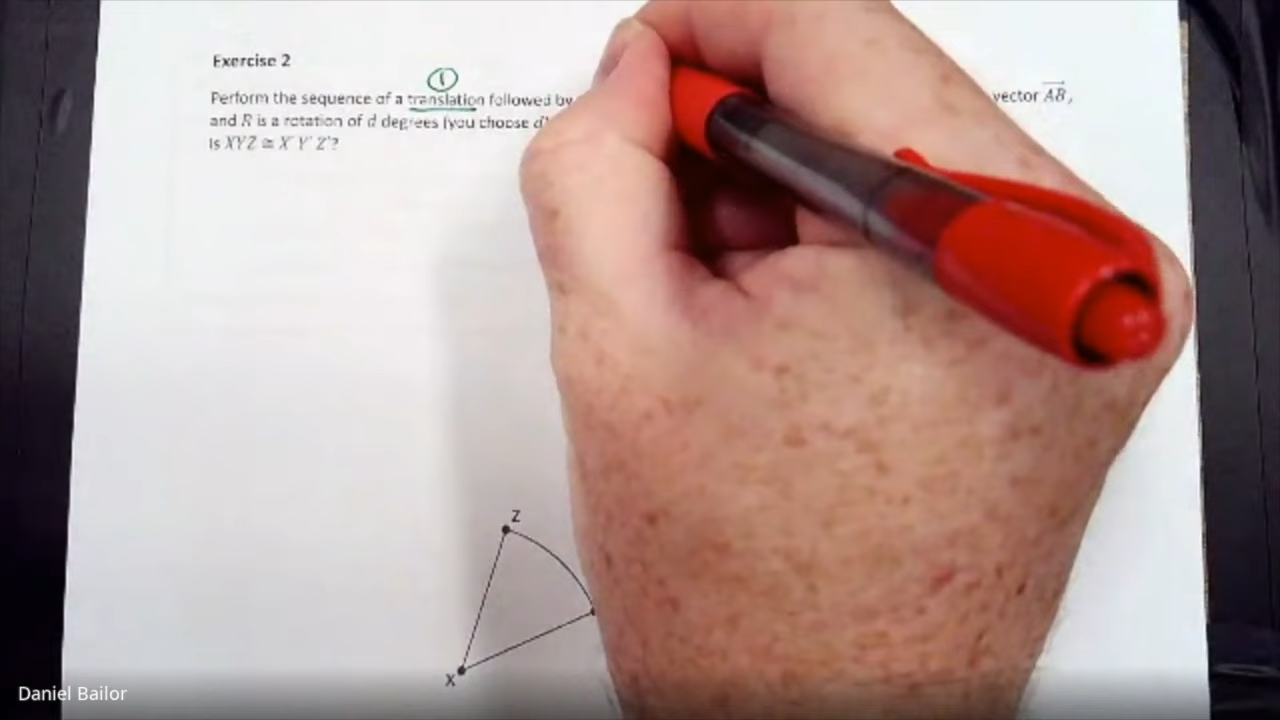 Exercise 2
①
Perform the sequence of a translation followed by vector AB,
and R is a rotation of d degrees (you choose d)
Is XYZ ≅ X' Y' Z'?
Z
X
Daniel Bailor